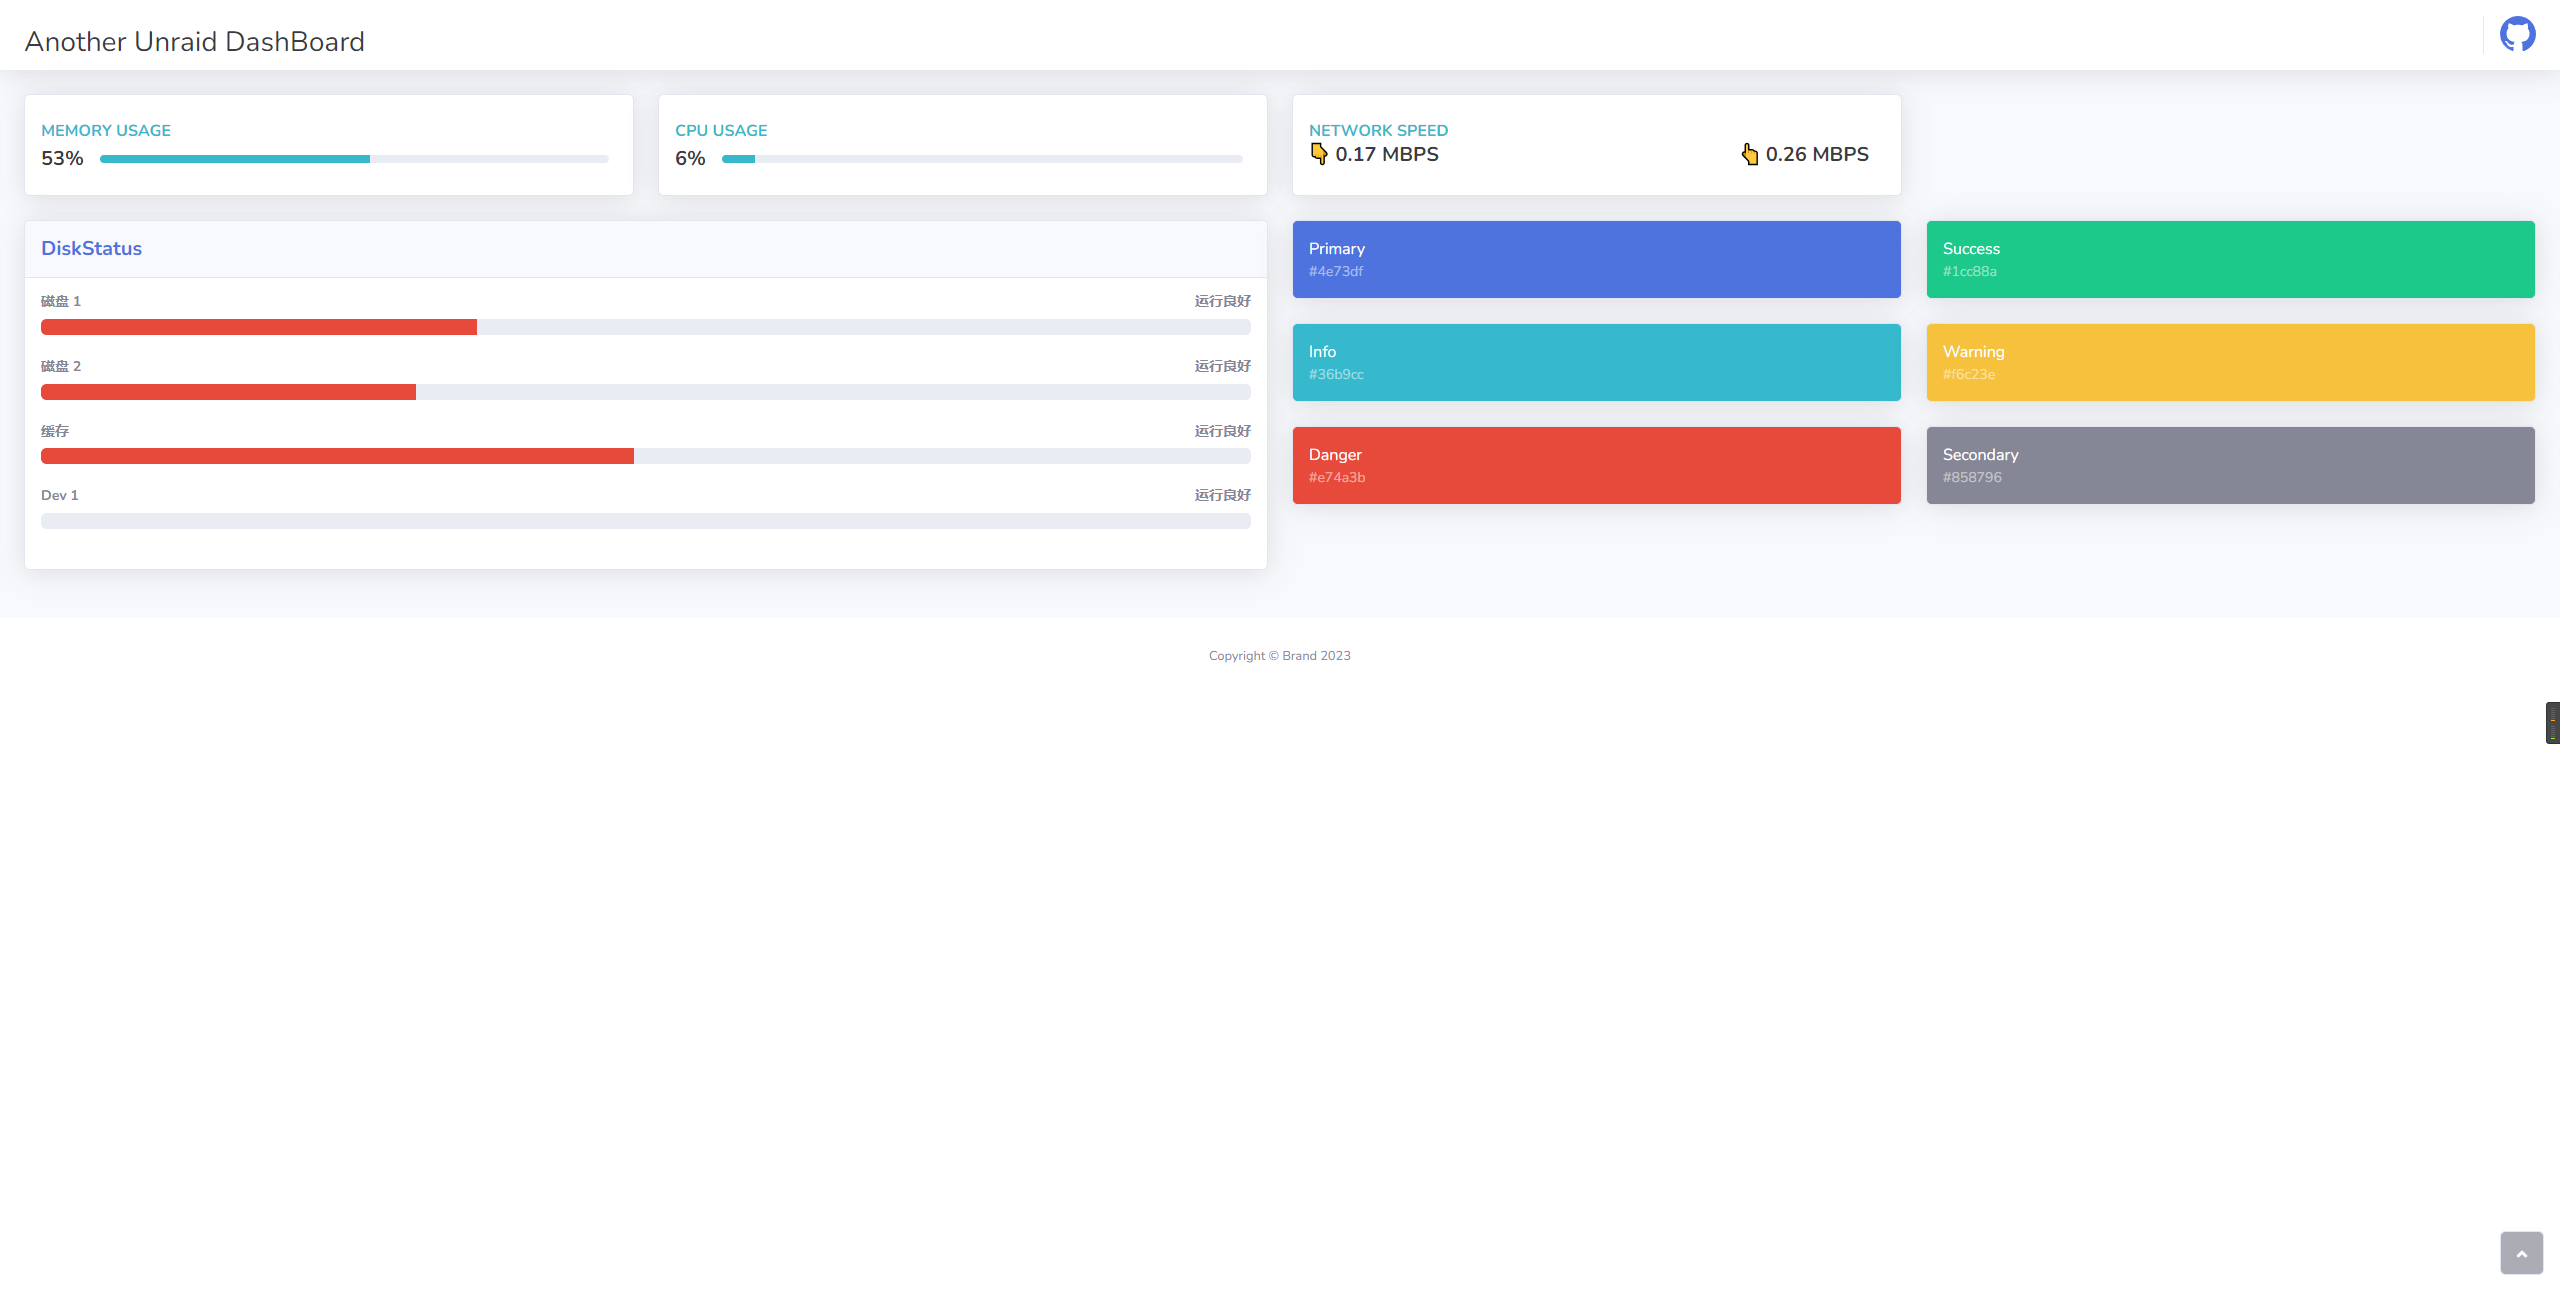 Another Unraid DashBoard
MEMORY USAGE
53%
CPU USAGE
6%
NETWORK SPEED
👇 0.17 MBPS
👆 0.26 MBPS
DiskStatus
磁盘 1
运行良好
磁盘 2
运行良好
缓存
运行良好
Dev 1
运行良好
Primary
#4e73df
Success
#1cc88a
Info
#36b9cc
Warning
#f6c23e
Danger
#e74a3b
Secondary
#858796
Copyright © Brand 2023